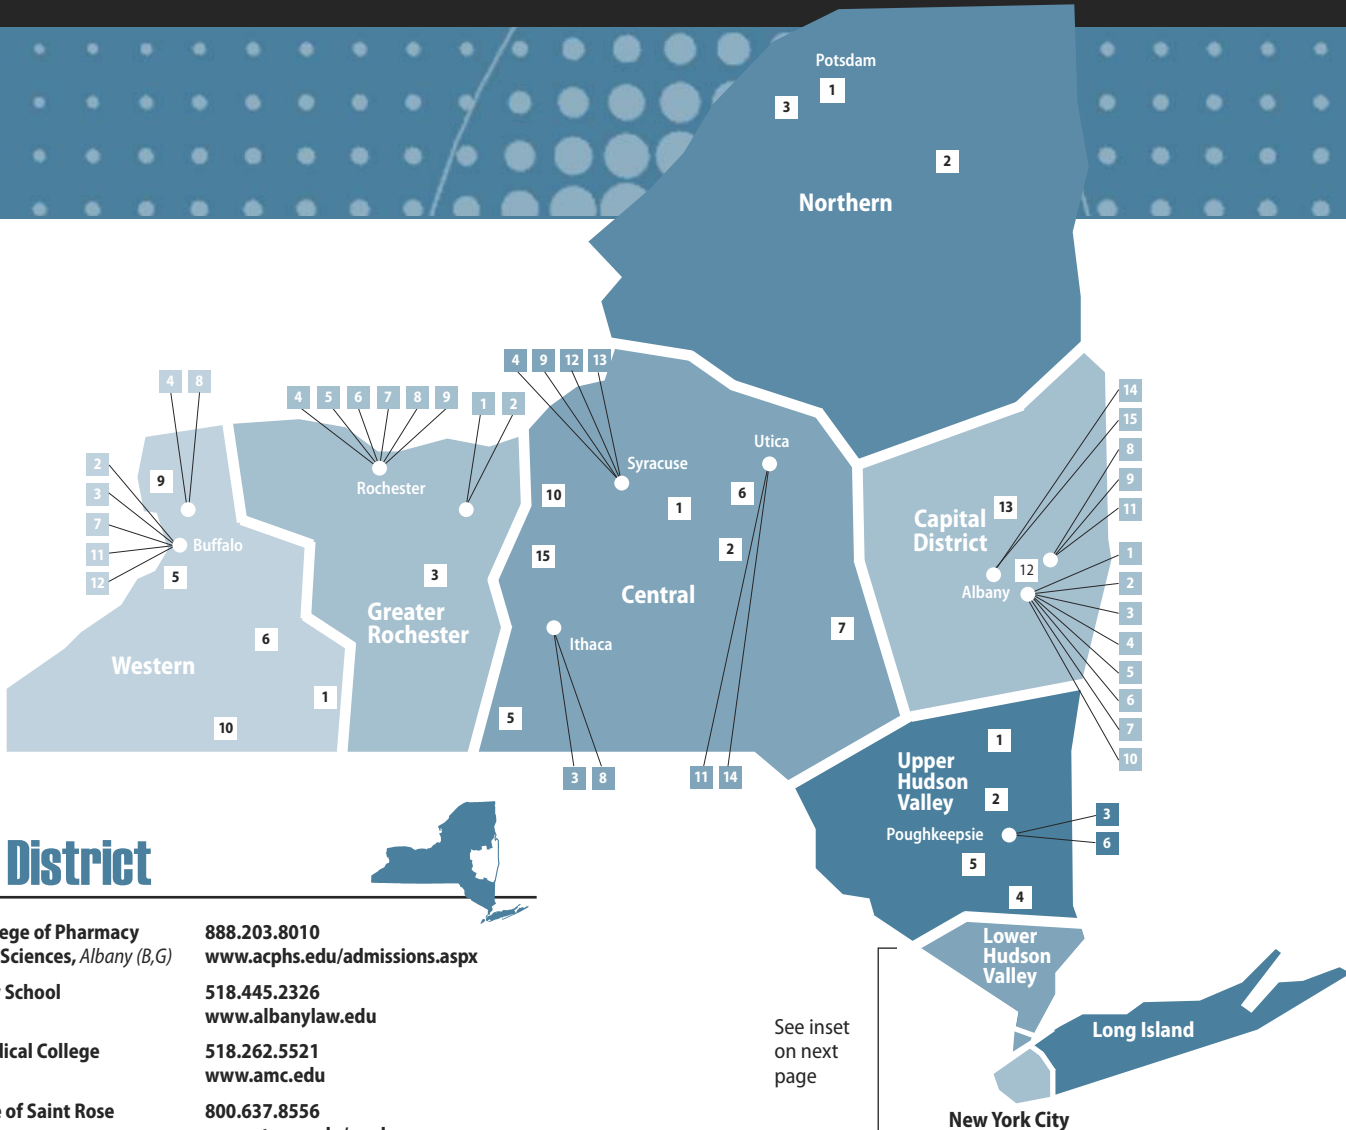 Potsdam
1
3
2
Northern
4 9 12 13
4 8
4 5 6 7 8 9
1 2
14
15
8
9
11
Utica
Syracuse
2
3
7
11
12
9
Rochester
10
6
1
13
Capital
District
Buffalo
5
15
2
3
12
Albany
1
2
3
4
5
6
7
10
Central
Greater
Rochester
7
Ithaca
6
Western
1
10
5
3 8
11 14
1
Upper
Hudson
Valley
2
Poughkeepsie
3
6
5
4
District
Lower
Hudson
Valley
ege of Pharmacy 888.203.8010
Sciences, Albany (B,G) www.acphs.edu/admissions.aspx
School 518.445.2326
www.albanylaw.edu
dical College 518.262.5521
www.amc.edu
of Saint Rose 800.637.8556
See inset
on next
page
Long Island
New York City